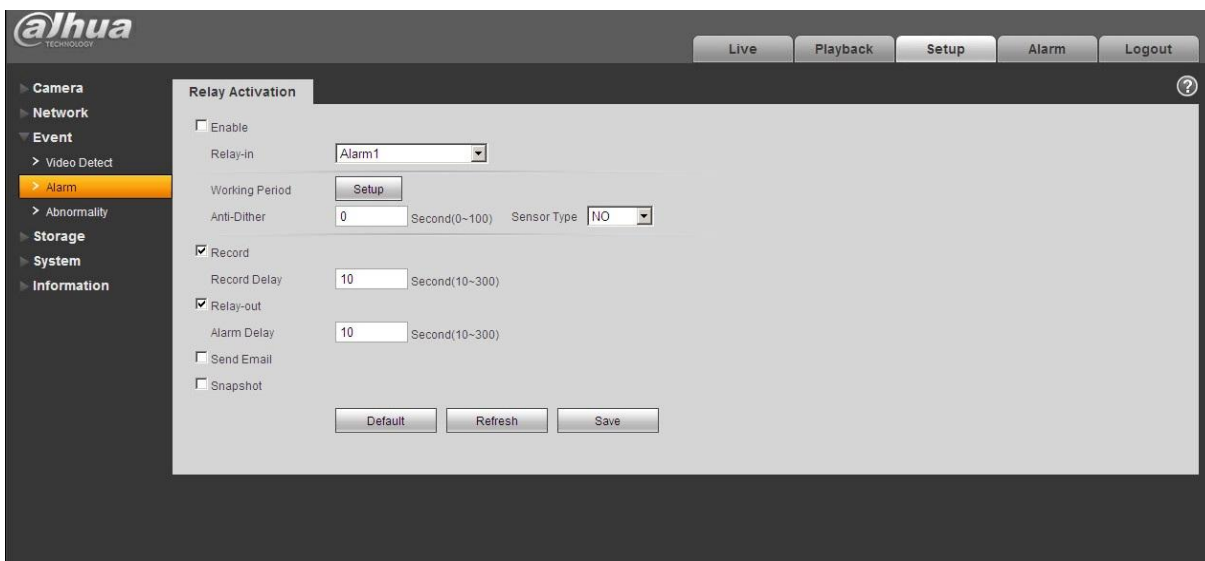 alhua
TECHNOLOGY
Live Playback Setup Alarm Logout
Camera
Network
Event
> Video Detect
> Alarm
> Abnormality
Storage
System
Information
Relay Activation
?
Enable
Relay-in Alarm1
Working Period Setup
Anti-Dither 0 Second(0~100) Sensor Type NO
Record
Record Delay 10 Second(10~300)
Relay-out
Alarm Delay 10 Second(10~300)
Send Email
Snapshot
Default Refresh Save